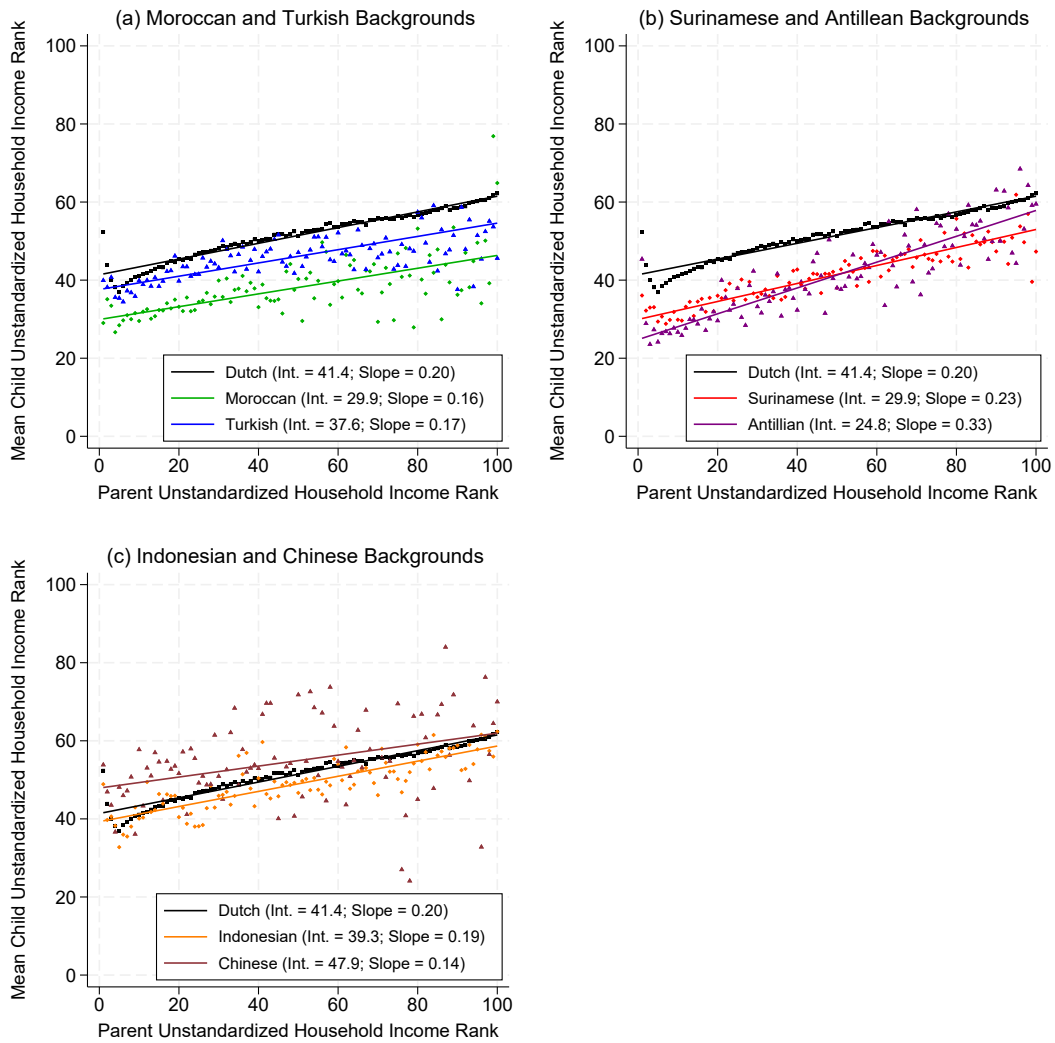 (a) Moroccan and Turkish Backgrounds
Mean Child Unstandardized Household Income Rank
100
80
60
40
20
0
Dutch (Int. = 41.4; Slope = 0.20)
Moroccan (Int. = 29.9; Slope = 0.16)
Turkish (Int. = 37.6; Slope = 0.17)
0 20 40 60 80 100
Parent Unstandardized Household Income Rank
(b) Surinamese and Antillean Backgrounds
Mean Child Unstandardized Household Income Rank
100
80
60
40
20
0
Dutch (Int. = 41.4; Slope = 0.20)
Surinamese (Int. = 29.9; Slope = 0.23)
Antillian (Int. = 24.8; Slope = 0.33)
0 20 40 60 80 100
Parent Unstandardized Household Income Rank
(c) Indonesian and Chinese Backgrounds
Mean Child Unstandardized Household Income Rank
100
80
60
40
20
0
Dutch (Int. = 41.4; Slope = 0.20)
Indonesian (Int. = 39.3; Slope = 0.19)
Chinese (Int. = 47.9; Slope = 0.14)
0 20 40 60 80 100
Parent Unstandardized Household Income Rank